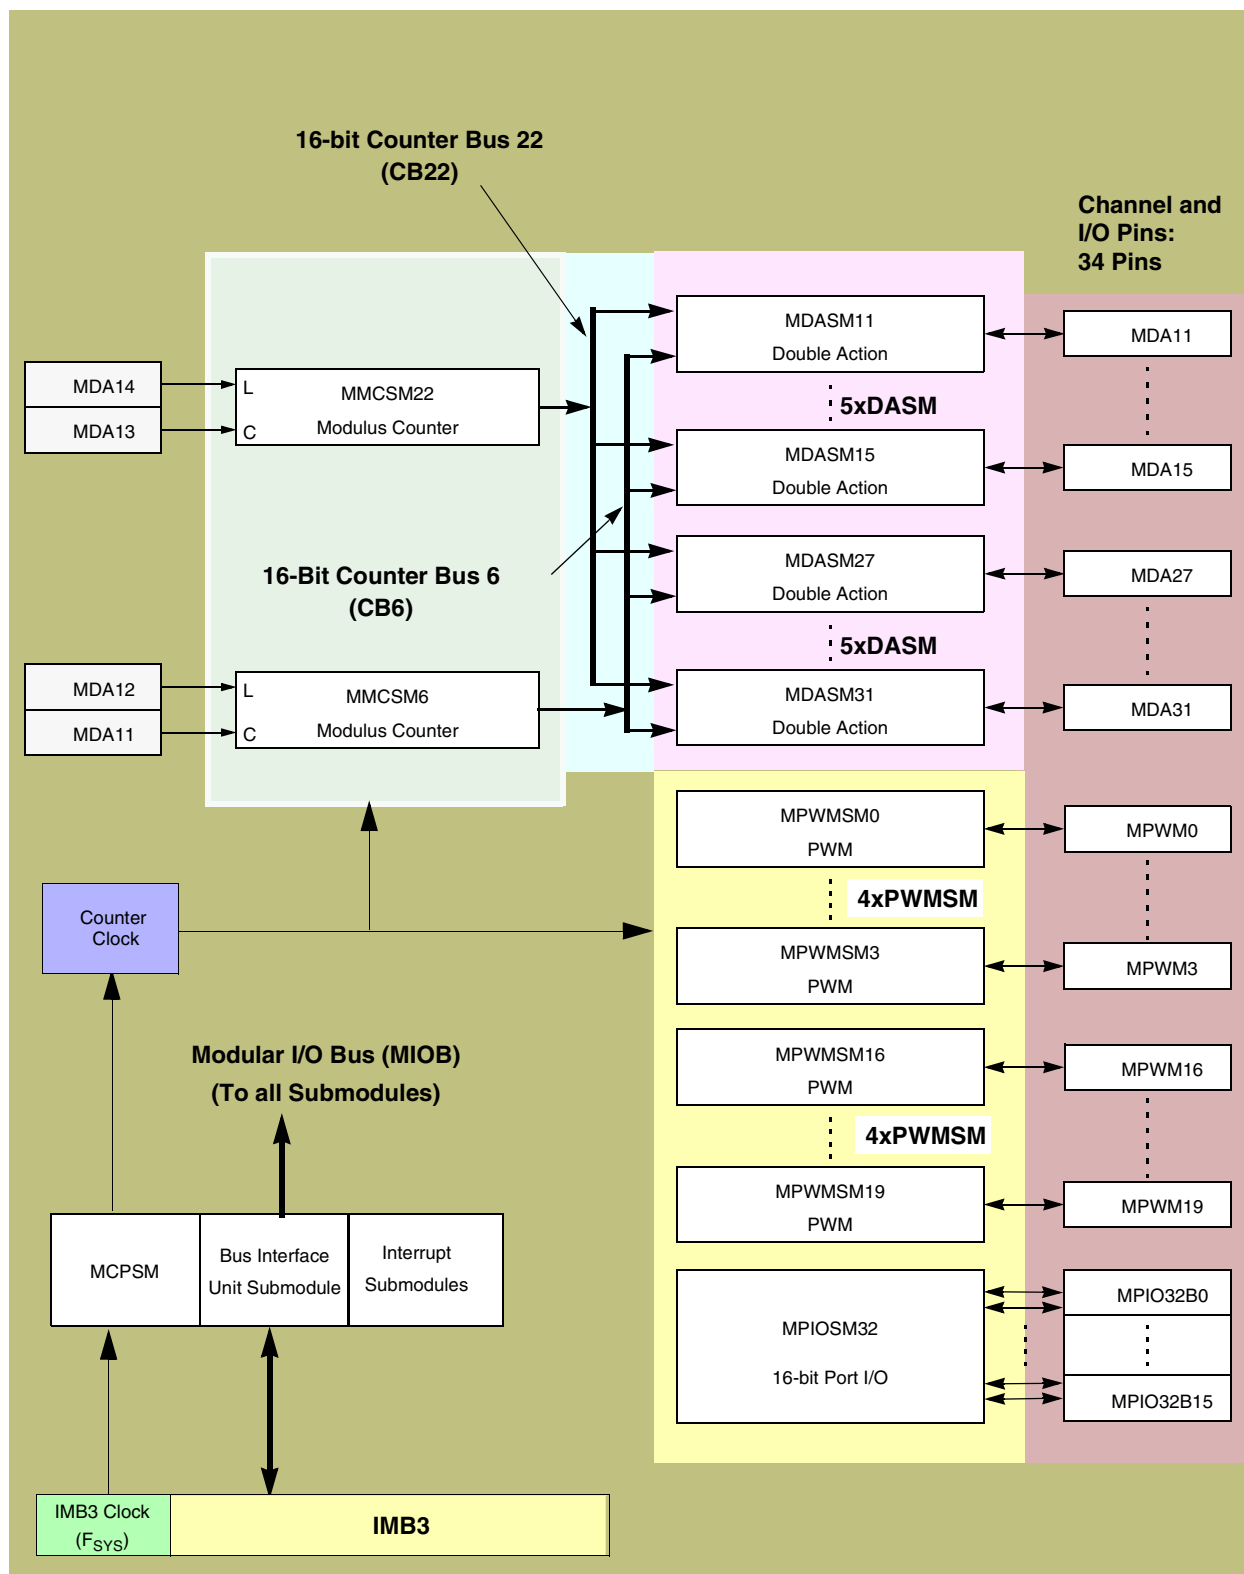 16-bit Counter Bus 22
(CB22)
Channel and
I/O Pins:
34 Pins
MDA14
MDA13
L
C
MMCSM22
Modulus Counter
MDASM11
Double Action
MDA11
5xDASM
MDASM15
Double Action
MDA15
16-Bit Counter Bus 6
(CB6)
MDASM27
Double Action
MDA27
5xDASM
MDA12
MDA11
L
C
MMCSM6
Modulus Counter
MDASM31
Double Action
MDA31
MPWMSM0
PWM
MPWM0
4xPWMSM
Counter
Clock
MPWMSM3
PWM
MPWM3
Modular I/O Bus (MIOB)
(To all Submodules)
MPWMSM16
PWM
MPWM16
4xPWMSM
MPWMSM19
PWM
MPWM19
MCPSM
Bus Interface
Unit Submodule
Interrupt
Submodules
MPIOSM32
16-bit Port I/O
MPIO32B0
MPIO32B15
IMB3 Clock
(FSYS)
IMB3